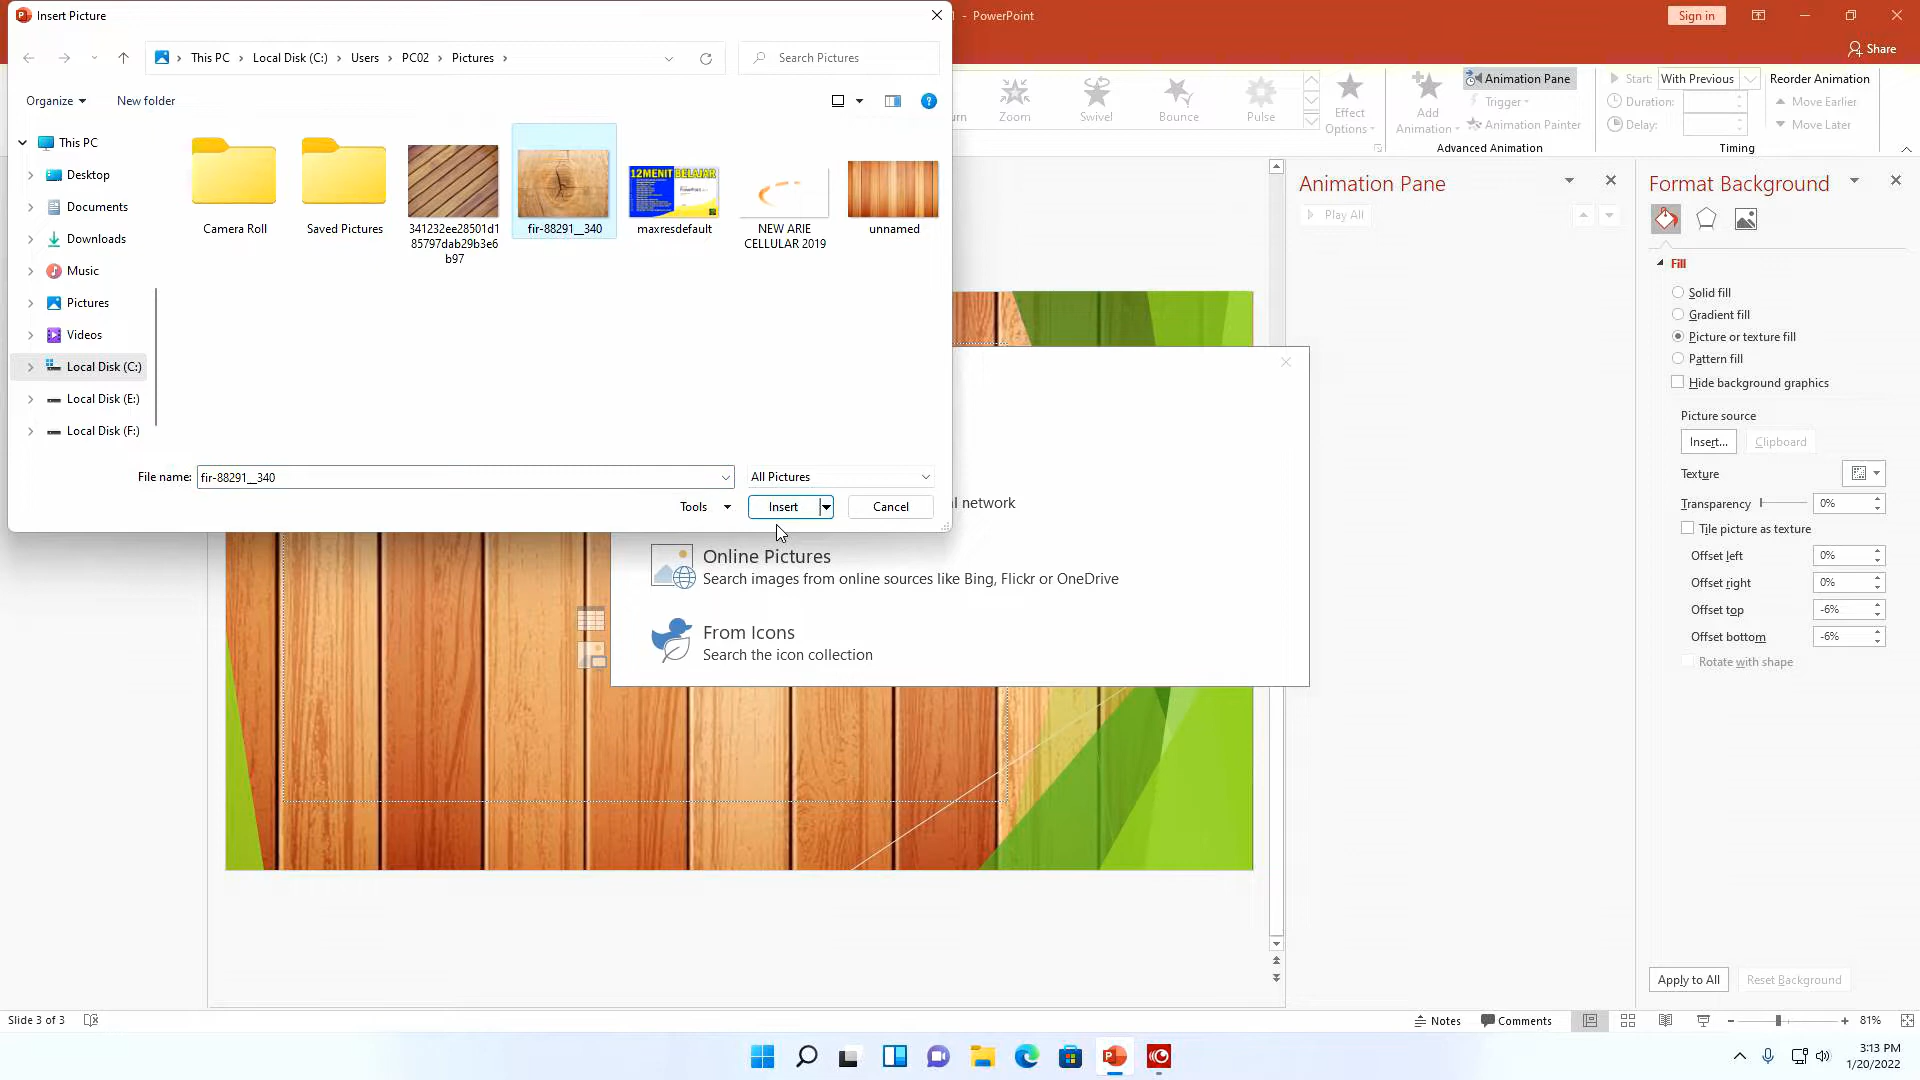 Insert Picture
1 - PowerPoint
Sign in
This PC
Local Disk (C:)
Users
PC02
Pictures
Search Pictures
Share
Organize
New folder
This PC
Desktop
Documents
Downloads
Music
Pictures
Videos
Local Disk (C:)
Local Disk (E:)
Local Disk (F:)
Camera Roll
Saved Pictures
341232ee28501d1
85797dab29b3e6
b97
fir-88291__340
12MENIT BELAJAR
maxresdefault
NEW ARIE
CELLULAR 2019
unnamed
File name:
fir-88291__340
All Pictures
Tools
Insert
Cancel
urn
Zoom
Swivel
Bounce
Pulse
Effect
Options
Add
Animation
Animation Pane
Trigger
Animation Painter
Advanced Animation
Start:
With Previous
Duration:
Delay:
Reorder Animation
Move Earlier
Move Later
Timing
l network
Online Pictures
Search images from online sources like Bing, Flickr or OneDrive
From Icons
Search the icon collection
Animation Pane
Play All
Format Background
Fill
Solid fill
Gradient fill
Picture or texture fill
Pattern fill
Hide background graphics
Picture source
Insert...
Clipboard
Texture
Transparency
0%
Tile picture as texture
Offset left
0%
Offset right
0%
Offset top
-6%
Offset bottom
-6%
Rotate with shape
Apply to All
Reset Background
Slide 3 of 3
Notes
Comments
81%
3:13 PM
1/20/2022